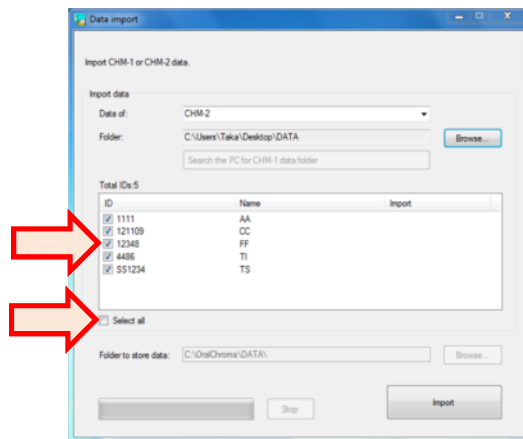 Data import
Import CHM-1 or CHM-2 data.
Import data
Data of: CHM-2
Folder: C:\Users\Taka\Desktop\DATA Browse...
Search the PC for CHM-1 data folder
Total IDs:5
ID Name Import
1111 AA
121109 CC
12348 FF
4486 TI
SS1234 TS
Select all
Folder to store data: C:\OralChroma\DATA\ Browse...
Stop Import